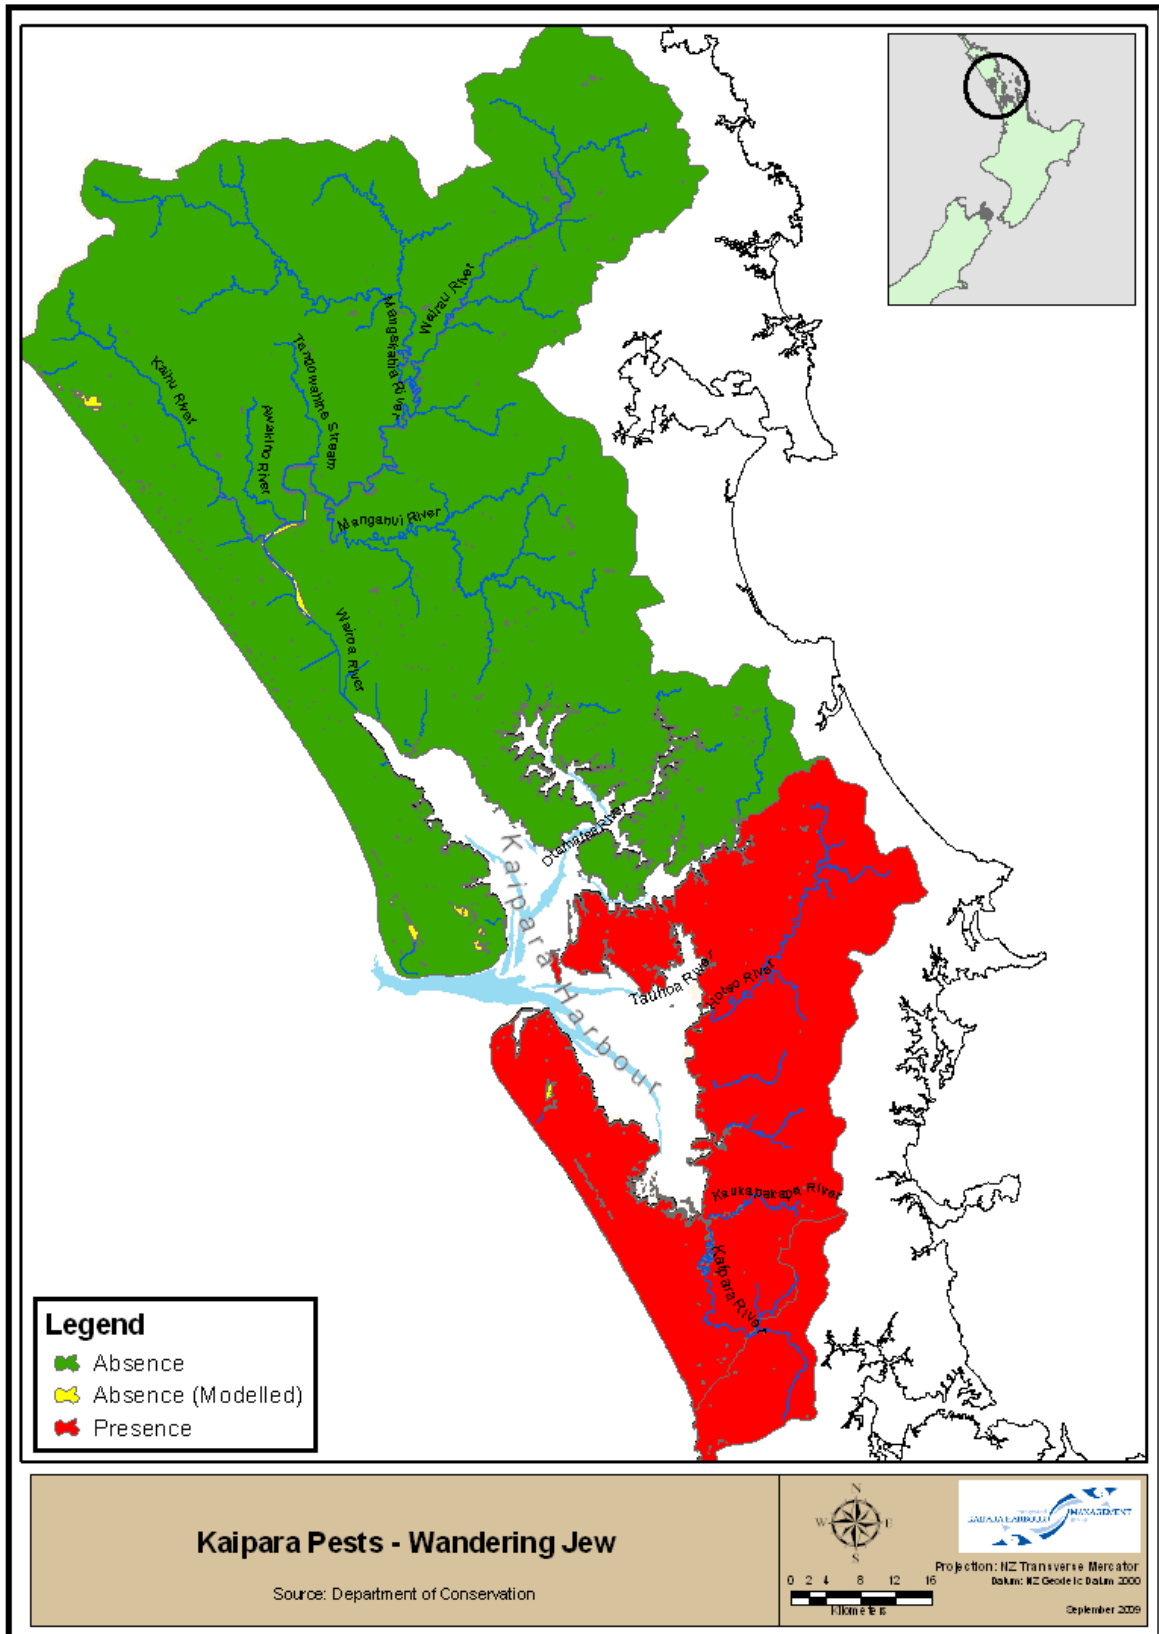 Wairau River
Mangakahia River
Tangowahine Stream
Kaihu River
Awakino River
Manganui River
Wairoa River
Otamatea River
Kaipara Harbour
Tauhoa River
Hoteo River
Kaukapakapa River
Kaipara River
Legend
Absence
Absence (Modelled)
Presence
Kaipara Pests - Wandering Jew
Source: Department of Conservation
N
W E
S
0 2 4 8 12 16
Kilometers
KAIPARA HARBOUR MANAGEMENT
Projection: NZ Transverse Mercator
Datum: NZ Geodetic Datum 2000
September 2009